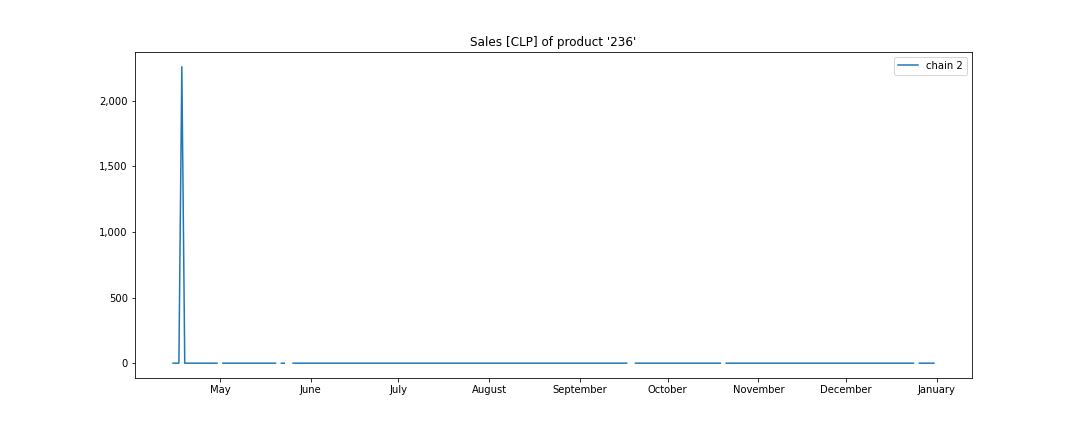 Sales [CLP] of product '236'
chain 2
2,000
1,500
1,000
500
0
May June July August September October November December January